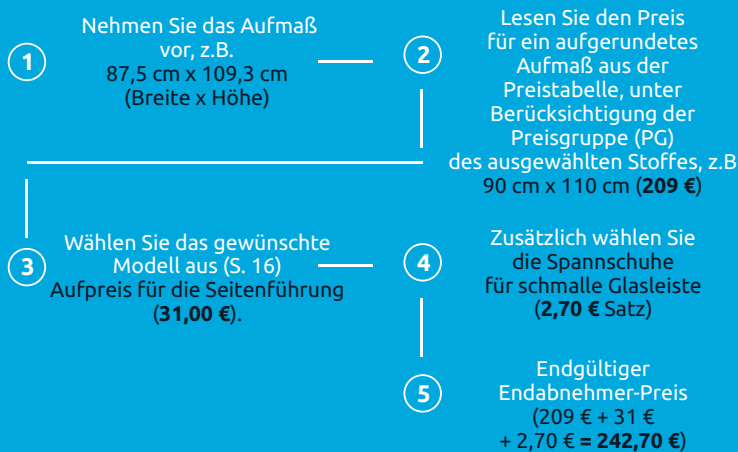 1
Nehmen Sie das Aufmaß
vor, z.B.
87,5 cm x 109,3 cm
(Breite x Höhe)
2
Lesen Sie den Preis
für ein aufgerundetes
Aufmaß aus der
Preistabelle, unter
Berücksichtigung der
Preisgruppe (PG)
des ausgewählten Stoffes, z.B
90 cm x 110 cm (209 €)
3
Wählen Sie das gewünschte
Modell aus (S. 16)
Aufpreis für die Seitenführung
(31,00 €).
4
Zusätzlich wählen Sie
die Spannschuhe
für schmalle Glasleiste
(2,70 € Satz)
5
Endgültiger
Endabnehmer-Preis
(209 € + 31 €
+ 2,70 € = 242,70 €)